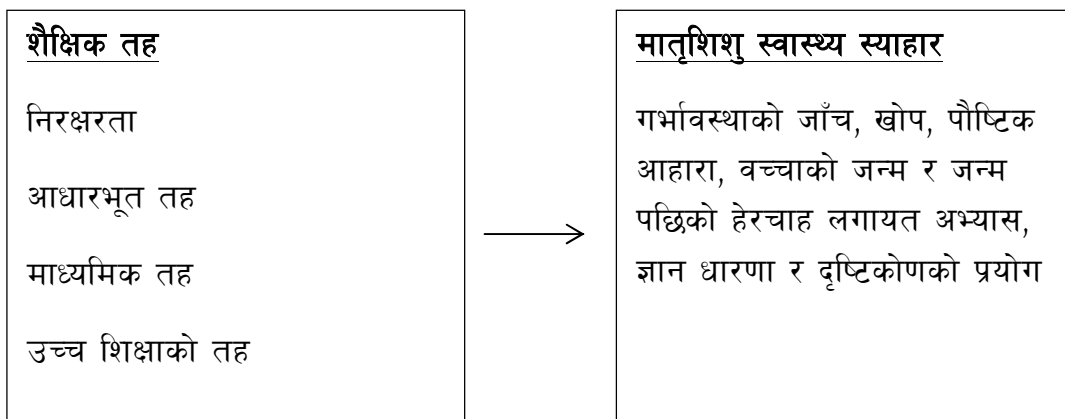 शैक्षिक तह
निरक्षरता
आधारभूत तह
माध्यमिक तह
उच्च शिक्षाको तह
मातृशिशु स्वास्थ्य स्याहार
गर्भावस्थाको जाँच, खोप, पौष्टिक
आहारा, वच्चाको जन्म र जन्म
पछिको हेरचाह लगायत अभ्यास,
ज्ञान धारणा र दृष्टिकोणको प्रयोग